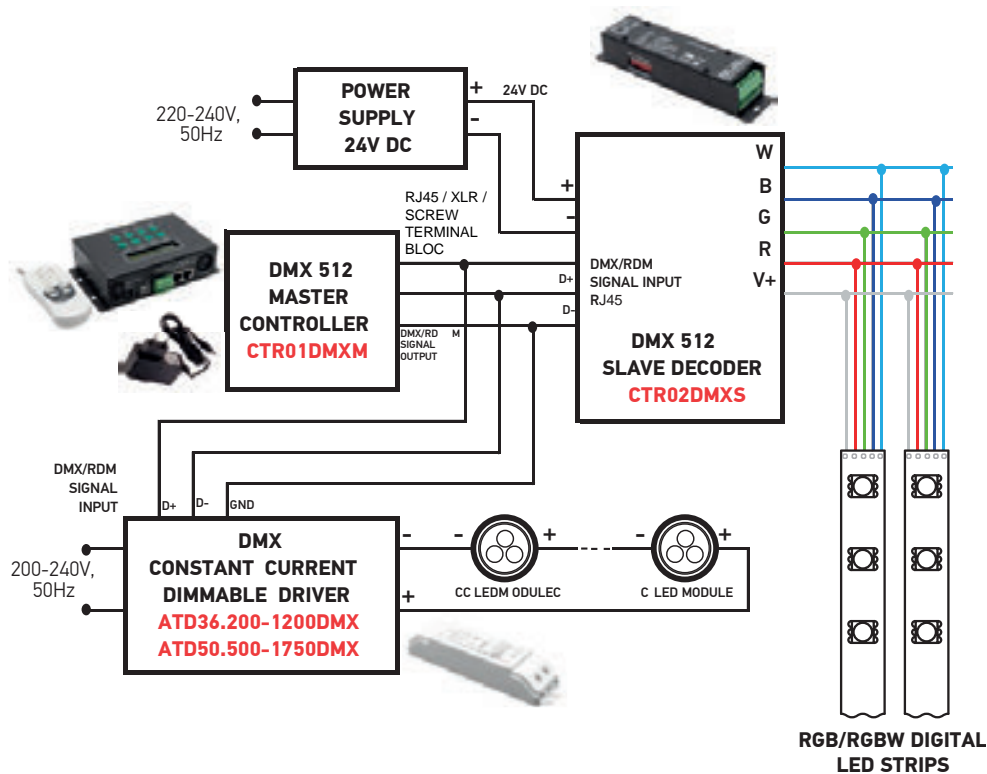 POWER
SUPPLY
24V DC
+
-
24V DC
220-240V,
50Hz
RJ45 / XLR /
SCREW
TERMINAL
BLOC
DMX 512
MASTER
CONTROLLER
CTR01DMXM
DMX/RD M
SIGNAL
OUTPUT
+
-
D+
D-
DMX/RDM
SIGNAL INPUT
RJ45
DMX 512
SLAVE DECODER
CTR02DMXS
W
B
G
R
V+
DMX/RDM
SIGNAL
INPUT
D+
D-
GND
200-240V,
50Hz
DMX
CONSTANT CURRENT
DIMMABLE DRIVER
ATD36.200-1200DMX
ATD50.500-1750DMX
-
+
-
+
-
+
CC LEDM ODULEC
C LED MODULE
RGB/RGBW DIGITAL
LED STRIPS